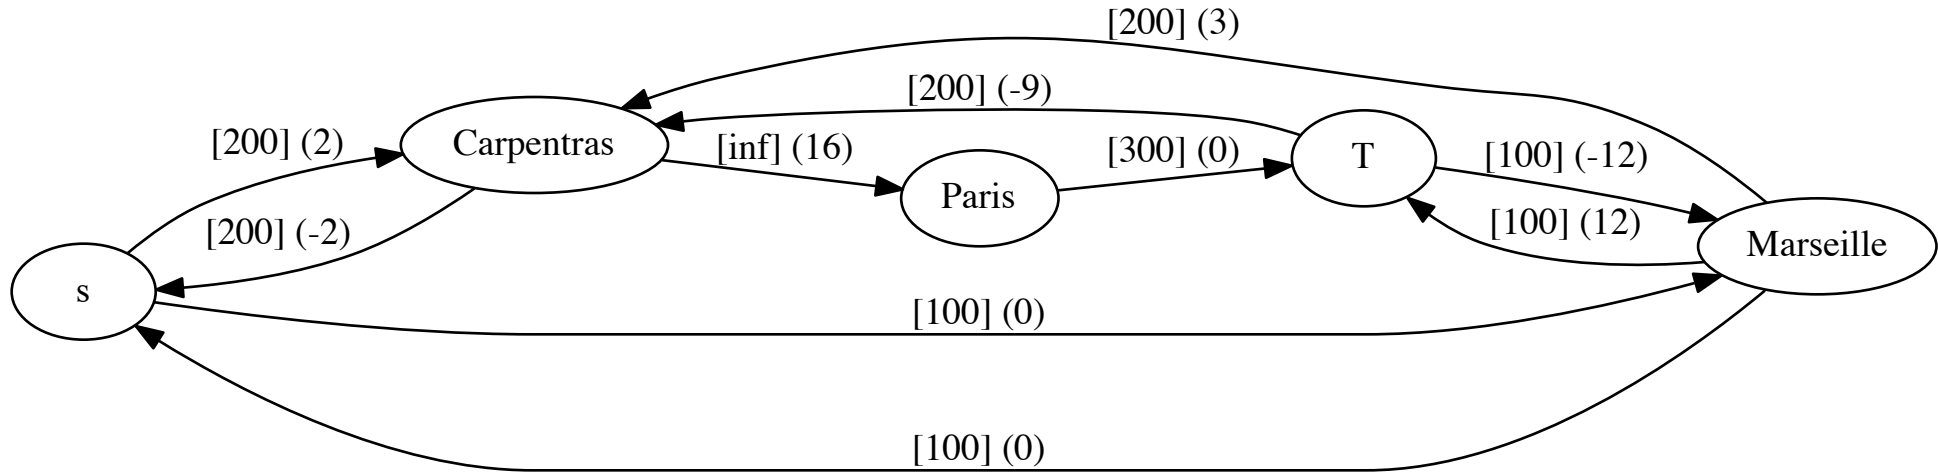 [200] (3)
[200] (-9)
[200] (2)
Carpentras
[inf] (16)
[300] (0)
T
[100] (-12)
Paris
[200] (-2)
[100] (12)
Marseille
s
[100] (0)
[100] (0)